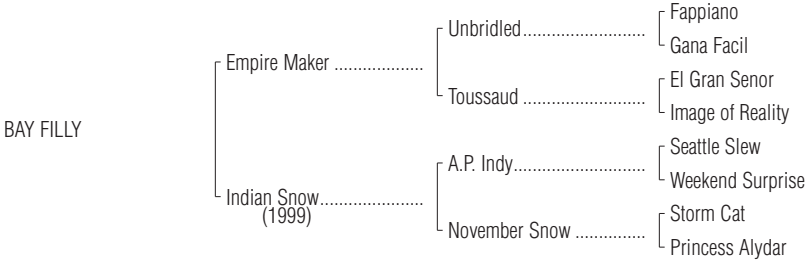 Fappiano
Unbridled..........................
Gana Facil
Empire Maker ...................
El Gran Senor
Toussaud ..........................
Image of Reality
BAY FILLY
Seattle Slew
A.P. Indy............................
Weekend Surprise
Indian Snow......................
(1999)
Storm Cat
November Snow ...............
Princess Alydar